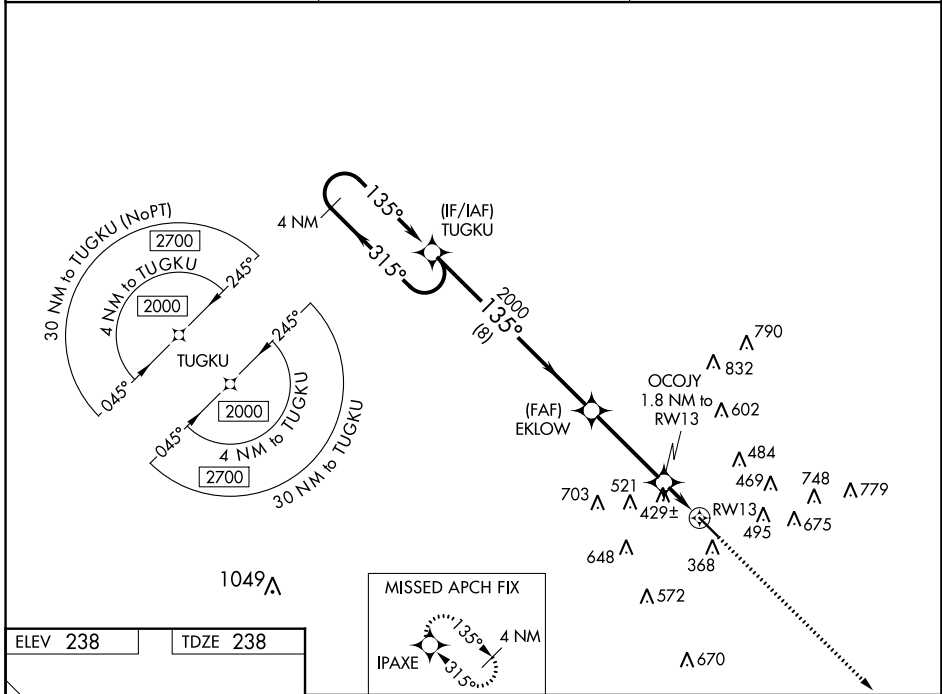 30 NM to TUGKU (NoPT)
2700
4 NM to TUGKU
2000
245°
045°
TUGKU
245°
045°
2000
4 NM to TUGKU
2700
30 NM to TUGKU
4 NM
135°
315°
(IF/IAF)
TUGKU
2000
135°
(8)
(FAF)
EKLOW
OCOJY
1.8 NM to
RW13
790
832
602
484
469
748
779
703
521
429±
RW13
495
675
648
368
572
670
1049
MISSED APCH FIX
135°
4 NM
IPAXE
315°
ELEV 238
TDZE 238